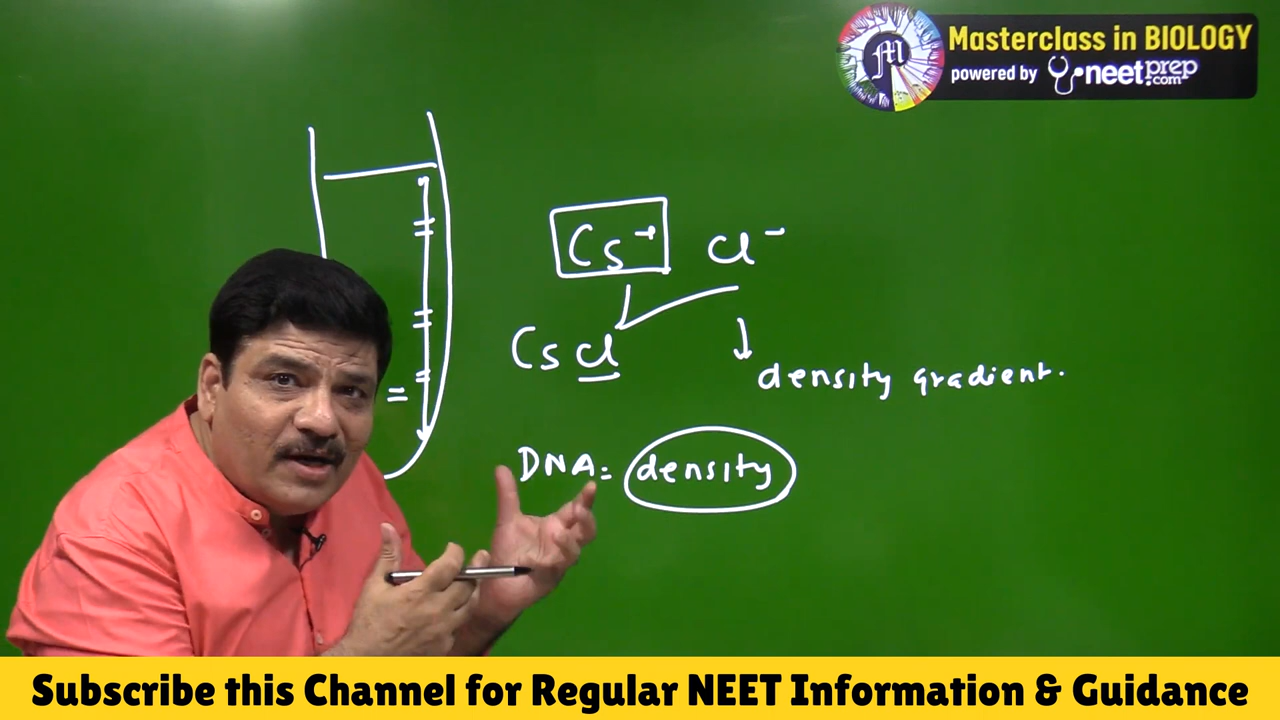 M
Masterclass in BIOLOGY
powered by neetprep.com
Cs+ Cl-
CsCl
density gradient.
DNA= density
Subscribe this Channel for Regular NEET Information & Guidance